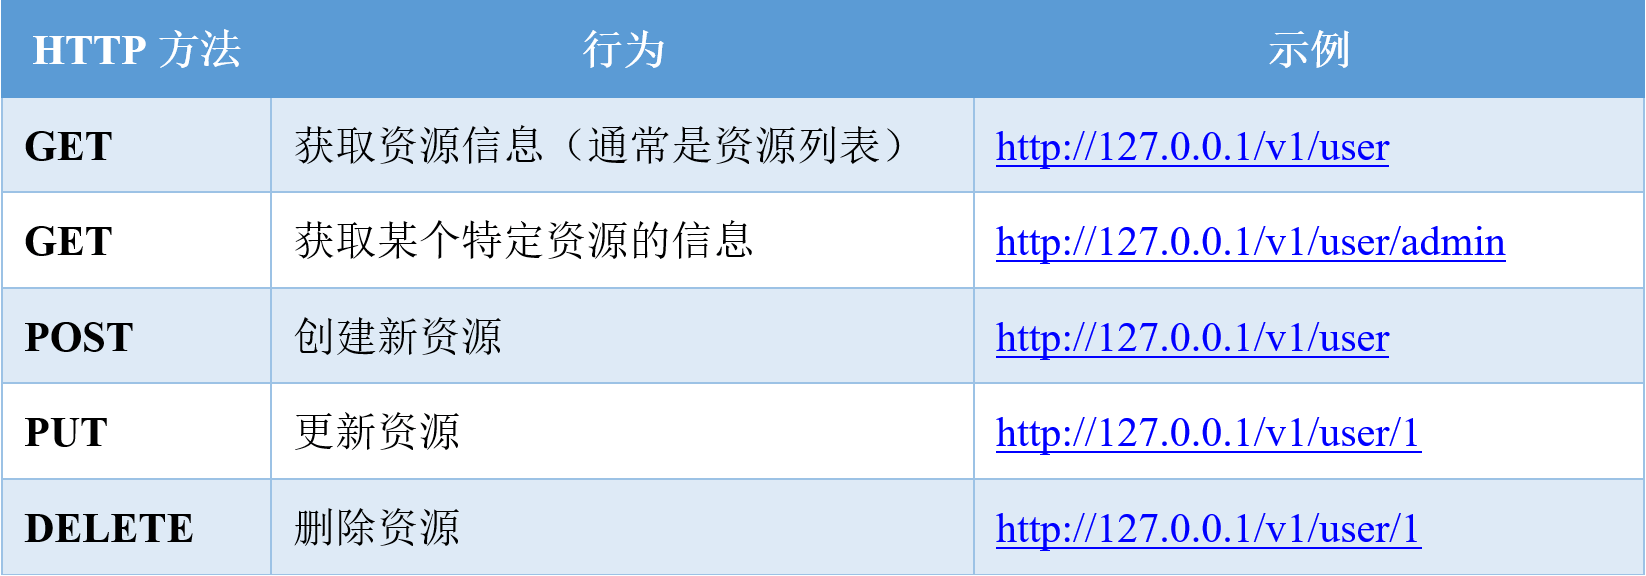 HTTP 方法 行为 示例
GET 获取资源信息（通常是资源列表） http://127.0.0.1/v1/user
GET 获取某个特定资源的信息 http://127.0.0.1/v1/user/admin
POST 创建新资源 http://127.0.0.1/v1/user
PUT 更新资源 http://127.0.0.1/v1/user/1
DELETE 删除资源 http://127.0.0.1/v1/user/1